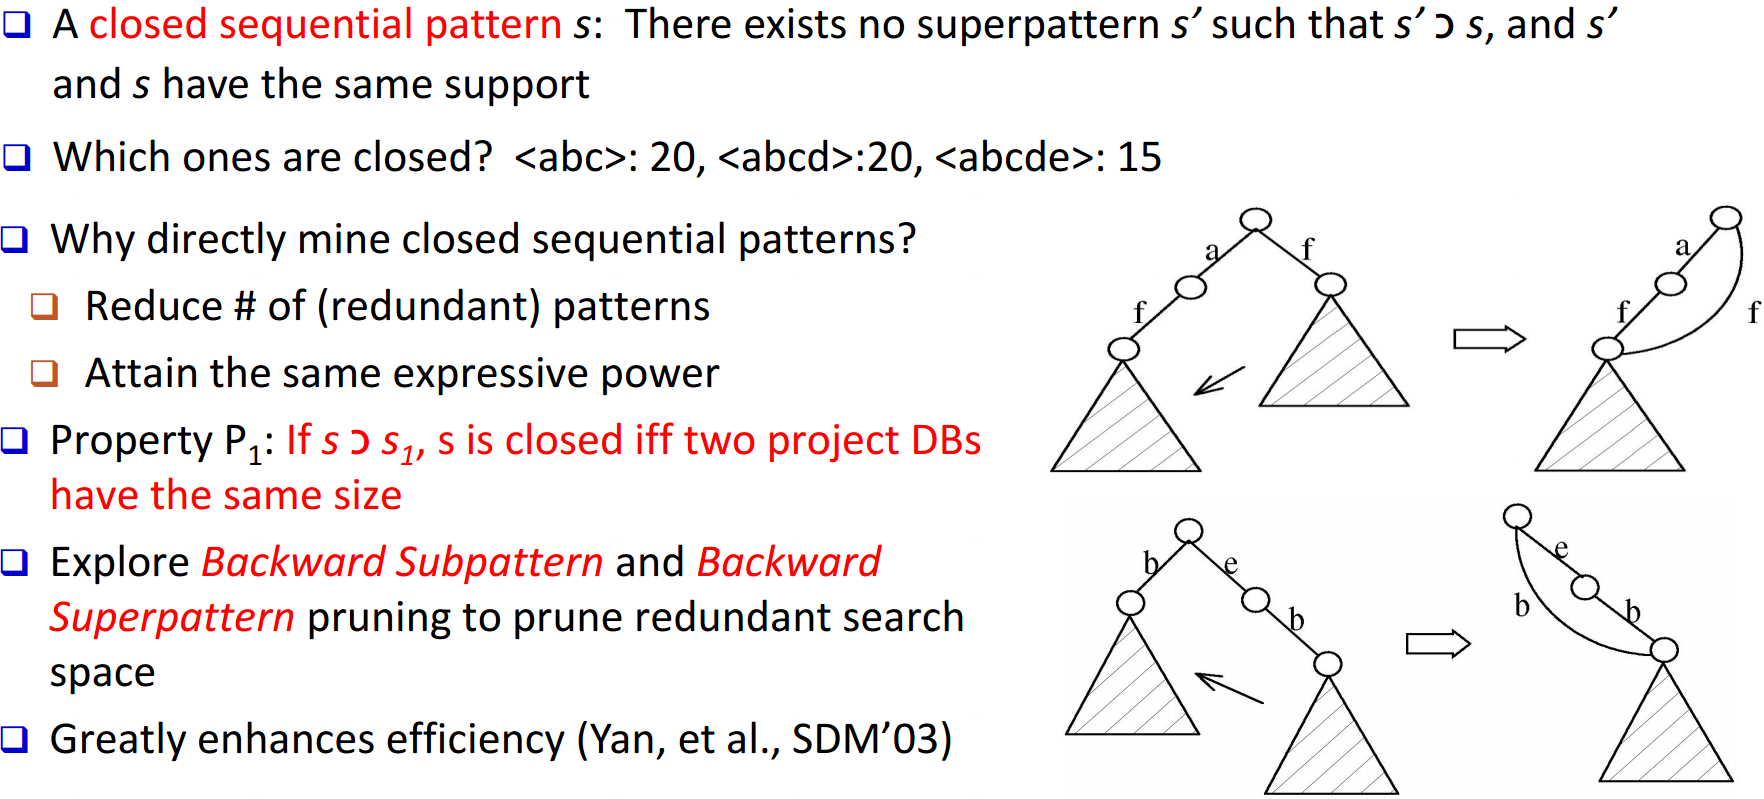 A closed sequential pattern s: There exists no superpattern s’ such that s’ כ s, and s’
and s have the same support
Which ones are closed? <abc>: 20, <abcd>:20, <abcde>: 15
Why directly mine closed sequential patterns?
Reduce # of (redundant) patterns
Attain the same expressive power
Property P1: If s כ s1, s is closed iff two project DBs
have the same size
Explore Backward Subpattern and Backward
Superpattern pruning to prune redundant search
space
Greatly enhances efficiency (Yan, et al., SDM’03)
a f
f
a
f f
b e
b
e
b b